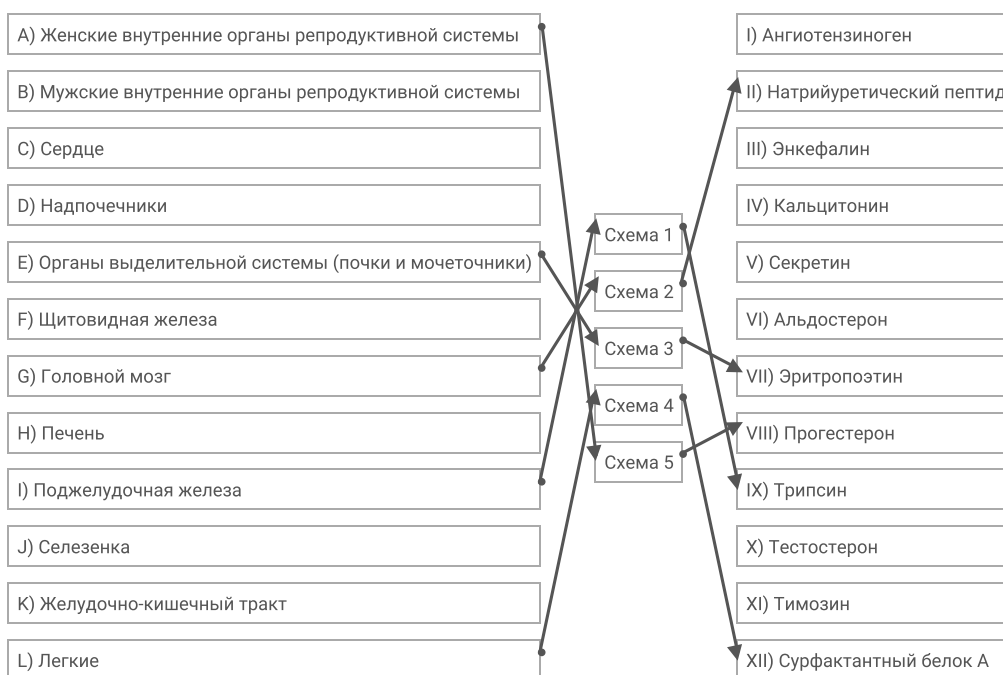 A) Женские внутренние органы репродуктивной системы
B) Мужские внутренние органы репродуктивной системы
C) Сердце
D) Надпочечники
E) Органы выделительной системы (почки и мочеточники)
F) Щитовидная железа
G) Головной мозг
H) Печень
I) Поджелудочная железа
J) Селезенка
K) Желудочно-кишечный тракт
L) Легкие
Схема 1
Схема 2
Схема 3
Схема 4
Схема 5
I) Ангиотензиноген
II) Натрийуретический пептид
III) Энкефалин
IV) Кальцитонин
V) Секретин
VI) Альдостерон
VII) Эритропоэтин
VIII) Прогестерон
IX) Трипсин
X) Тестостерон
XI) Тимозин
XII) Сурфактантный белок А